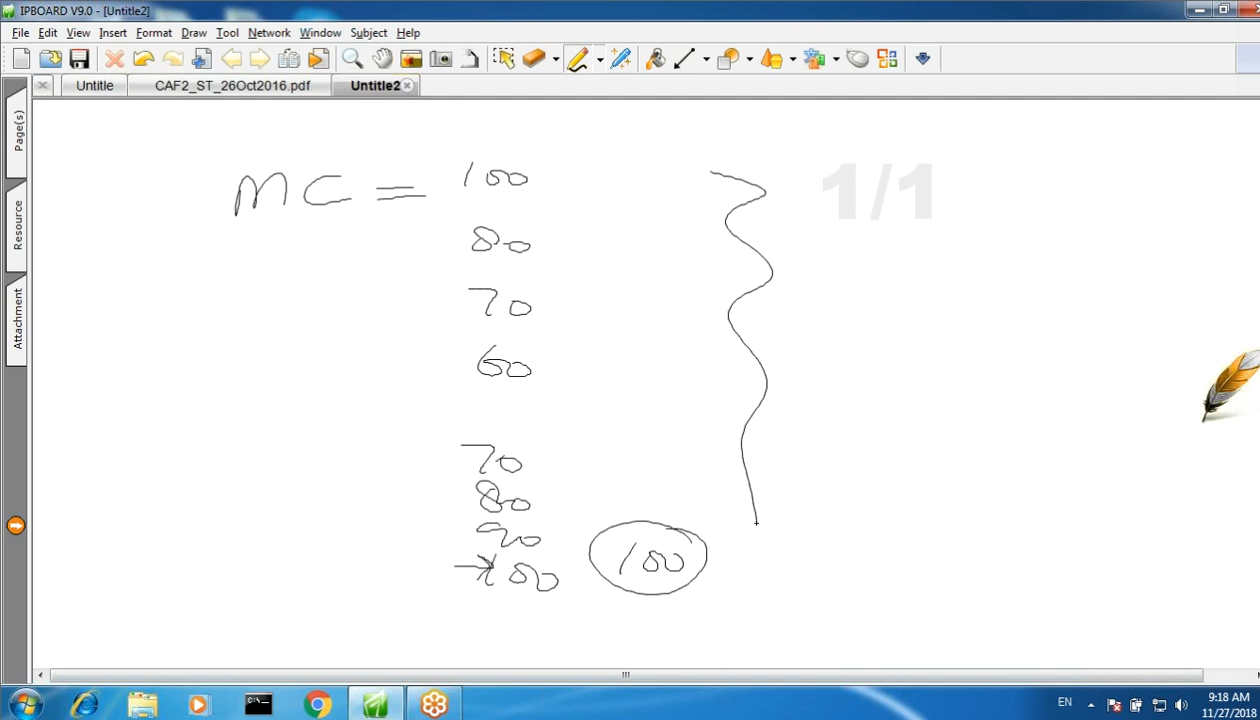 IPBOARD V9.0 - [Untitle2]
File Edit View Insert Format Draw Tool Network Window Subject Help
Untitle CAF2_ST_26Oct2016.pdf Untitle2
Page(s)
Resource
Attachment
1/1
MC = 100
80
70
60
70
80
90
100 100
EN 9:18 AM
11/27/2018